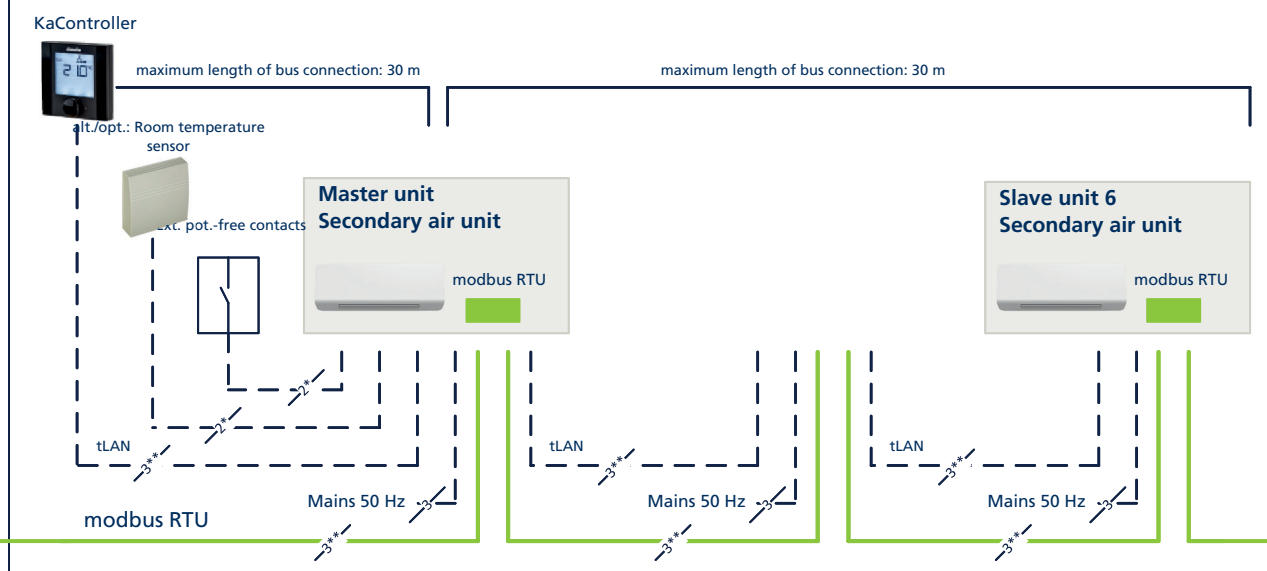 KaController
maximum length of bus connection: 30 m
maximum length of bus connection: 30 m
21.0
alt./opt.: Room temperature
sensor
Ext. pot.-free contacts
Master unit
Secondary air unit
modbus RTU
Slave unit 6
Secondary air unit
modbus RTU
2*
2*
tLAN
3**
tLAN
3**
tLAN
3**
Mains 50 Hz
3
Mains 50 Hz
3
Mains 50 Hz
3
modbus RTU
3**
3**
3**